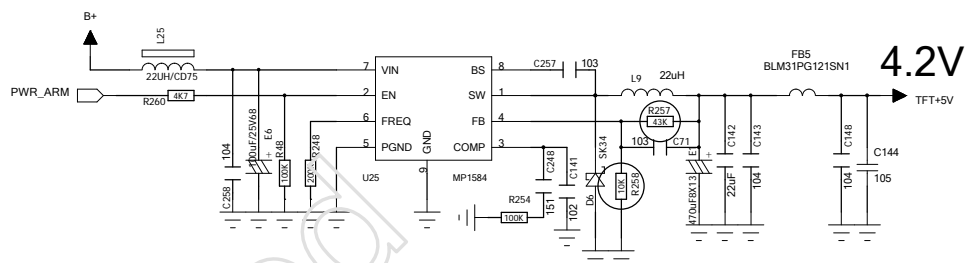 B+
L25
22UH/CD75
PWR_ARM
R260
4K7
104
C258
100uF/25V68
E6
R48
100K
R248
200K
7
2
6
5
VIN
EN
FREQ
PGND
GND
9
BS
SW
FB
COMP
8
1
4
3
U25
MP1584
C257
103
L9
22uH
R257
43K
103
C71
R254
100K
C248
151
C141
102
SK34
D6
10K
R258
E1
470uF8X13
C142
22uF
C143
104
FB5
BLM31PG121SN1
4.2V
TFT+5V
C148
104
C144
105